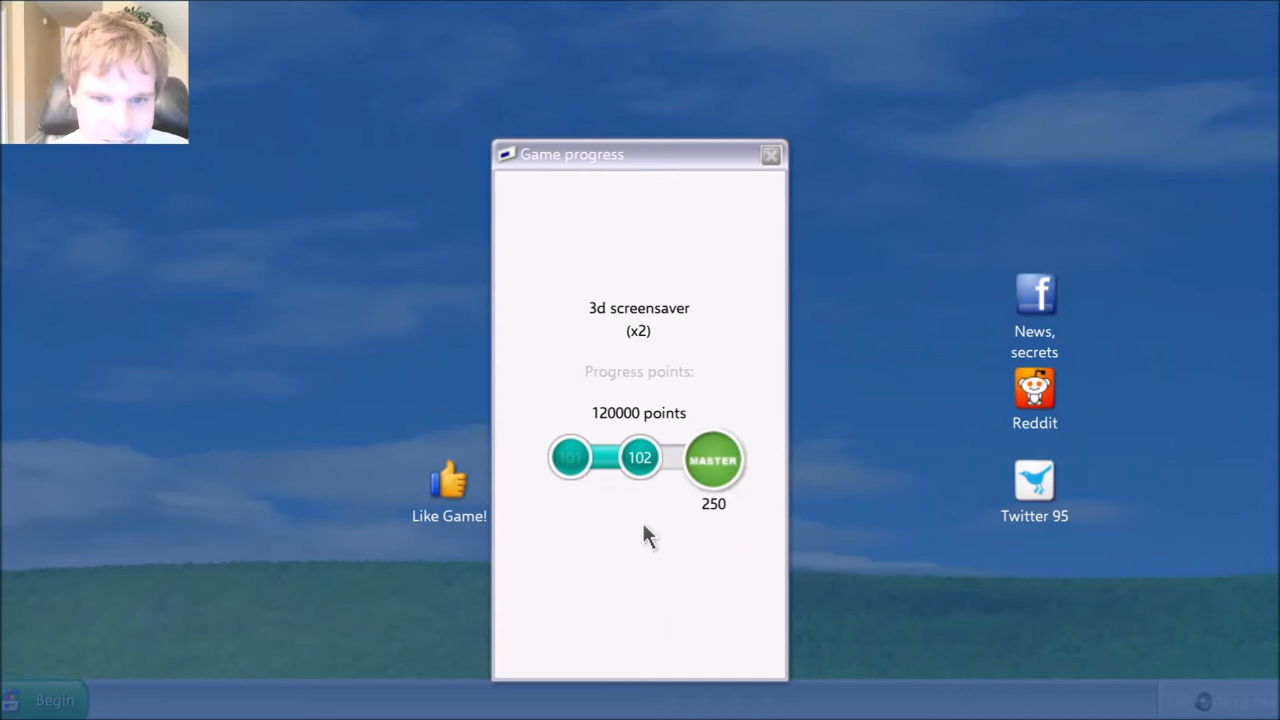 Game progress
3d screensaver
(x2)
Progress points:
120000 points
101
102
MASTER
250
Like Game!
News,
secrets
Reddit
Twitter 95
Begin